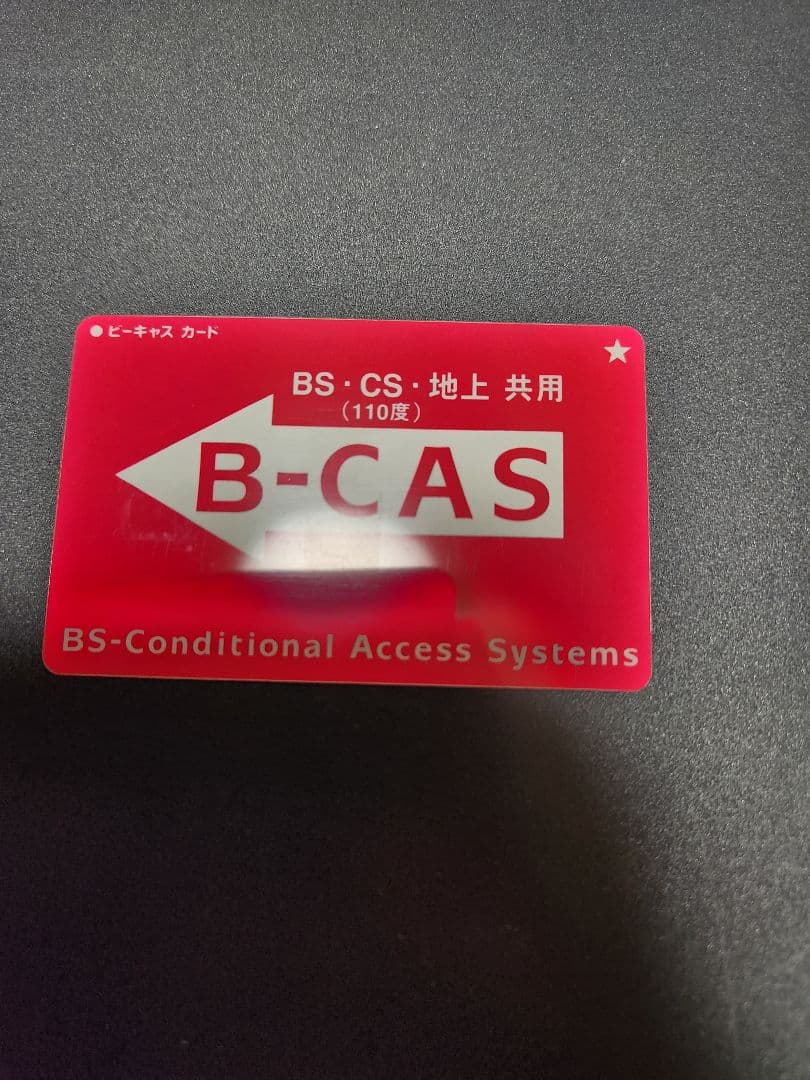 ●ビーキャス カード
★
BS・CS・地上 共用
(110度)
B-CAS
BS-Conditional Access Systems